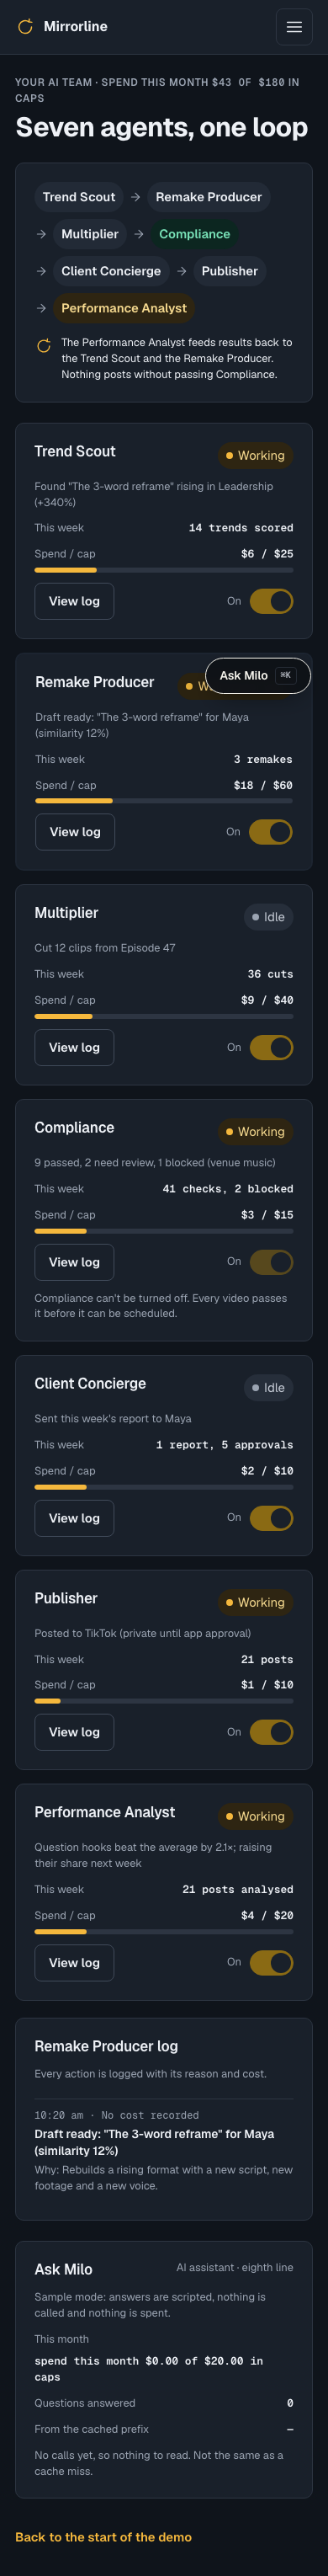 Mirrorline
YOUR AI TEAM · SPEND THIS MONTH $43 OF $180 IN
CAPS
Seven agents, one loop
Trend Scout → Remake Producer
→ Multiplier → Compliance
→ Client Concierge → Publisher
→ Performance Analyst
The Performance Analyst feeds results back to
the Trend Scout and the Remake Producer.
Nothing posts without passing Compliance.
Trend Scout
Working
Found "The 3-word reframe" rising in Leadership
(+340%)
This week 14 trends scored
Spend / cap $6 / $25
View log On
Remake Producer
Ask Milo ⌘K
Draft ready: "The 3-word reframe" for Maya
(similarity 12%)
This week 3 remakes
Spend / cap $18 / $60
View log On
Multiplier
Idle
Cut 12 clips from Episode 47
This week 36 cuts
Spend / cap $9 / $40
View log On
Compliance
Working
9 passed, 2 need review, 1 blocked (venue music)
This week 41 checks, 2 blocked
Spend / cap $3 / $15
View log On
Compliance can't be turned off. Every video passes
it before it can be scheduled.
Client Concierge
Idle
Sent this week's report to Maya
This week 1 report, 5 approvals
Spend / cap $2 / $10
View log On
Publisher
Working
Posted to TikTok (private until app approval)
This week 21 posts
Spend / cap $1 / $10
View log On
Performance Analyst
Working
Question hooks beat the average by 2.1×; raising
their share next week
This week 21 posts analysed
Spend / cap $4 / $20
View log On
Remake Producer log
Every action is logged with its reason and cost.
10:20 am · No cost recorded
Draft ready: "The 3-word reframe" for Maya
(similarity 12%)
Why: Rebuilds a rising format with a new script, new
footage and a new voice.
Ask Milo
AI assistant · eighth line
Sample mode: answers are scripted, nothing is
called and nothing is spent.
This month
spend this month $0.00 of $20.00 in
caps
Questions answered 0
From the cached prefix —
No calls yet, so nothing to read. Not the same as a
cache miss.
Back to the start of the demo